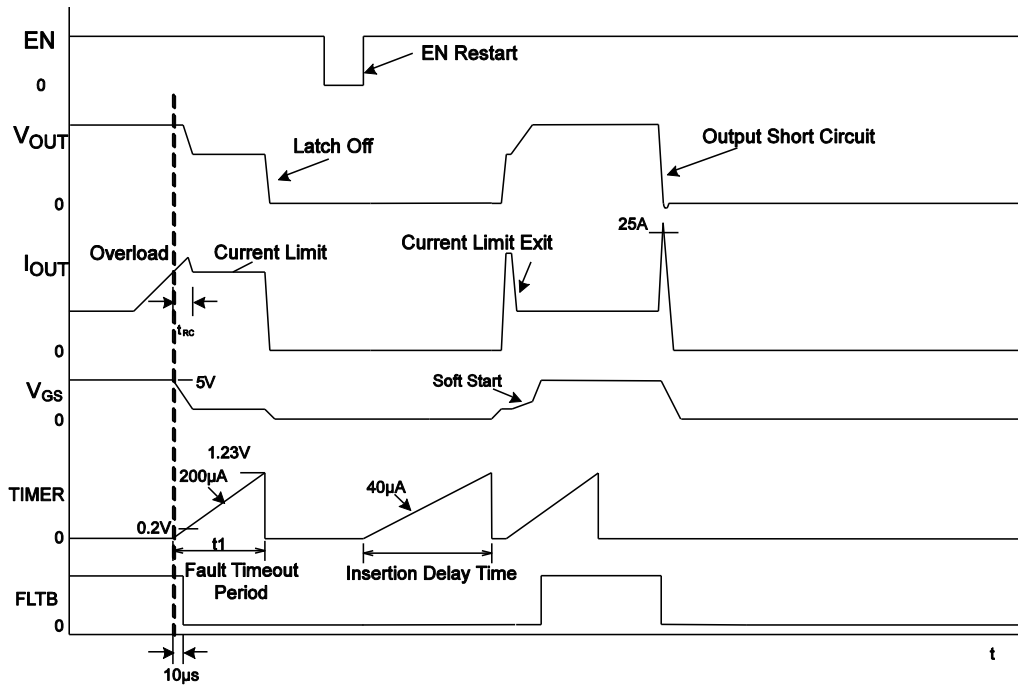 EN
EN Restart
0
VOUT
Latch Off
Output Short Circuit
0
25A
Overload
Current Limit
Current Limit Exit
IOUT
tRC
0
VGS
5V
Soft Start
0
1.23V
200µA
40µA
TIMER
0.2V
0
t1
Fault Timeout
Period
Insertion Delay Time
FLTB
0
t
10µs